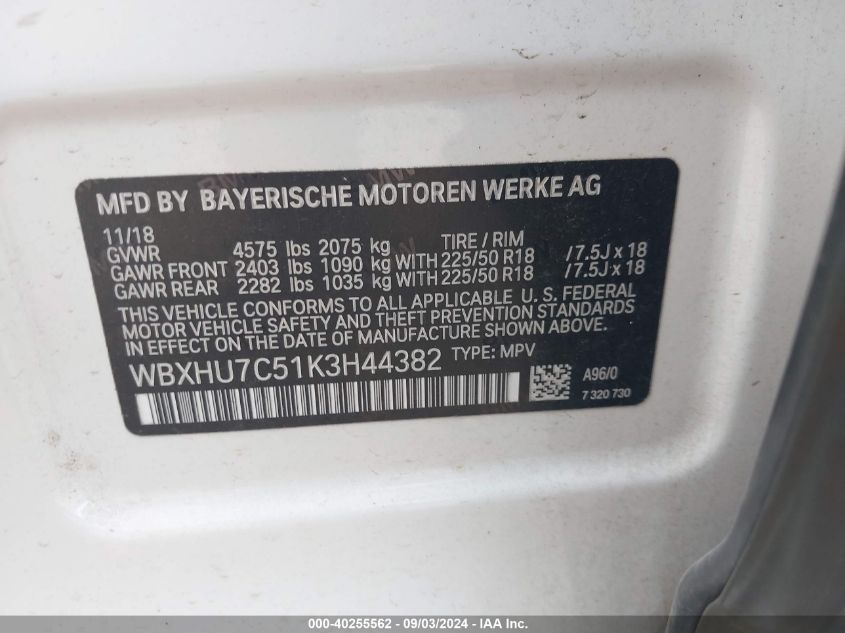 MFD BY BAYERISCHE MOTOREN WERKE AG
11/18 TIRE / RIM
GVWR 4575 lbs 2075 kg
GAWR FRONT 2403 lbs 1090 kg WITH 225/50 R18 / 7.5J x 18
GAWR REAR 2282 lbs 1035 kg WITH 225/50 R18 / 7.5J x 18
THIS VEHICLE CONFORMS TO ALL APPLICABLE U. S. FEDERAL
MOTOR VEHICLE SAFETY AND THEFT PREVENTION STANDARDS
IN EFFECT ON THE DATE OF MANUFACTURE SHOWN ABOVE.
WBXHU7C51K3H44382 TYPE: MPV
A96/0
7 320 730
000-40255562 - 09/03/2024 - IAA Inc.